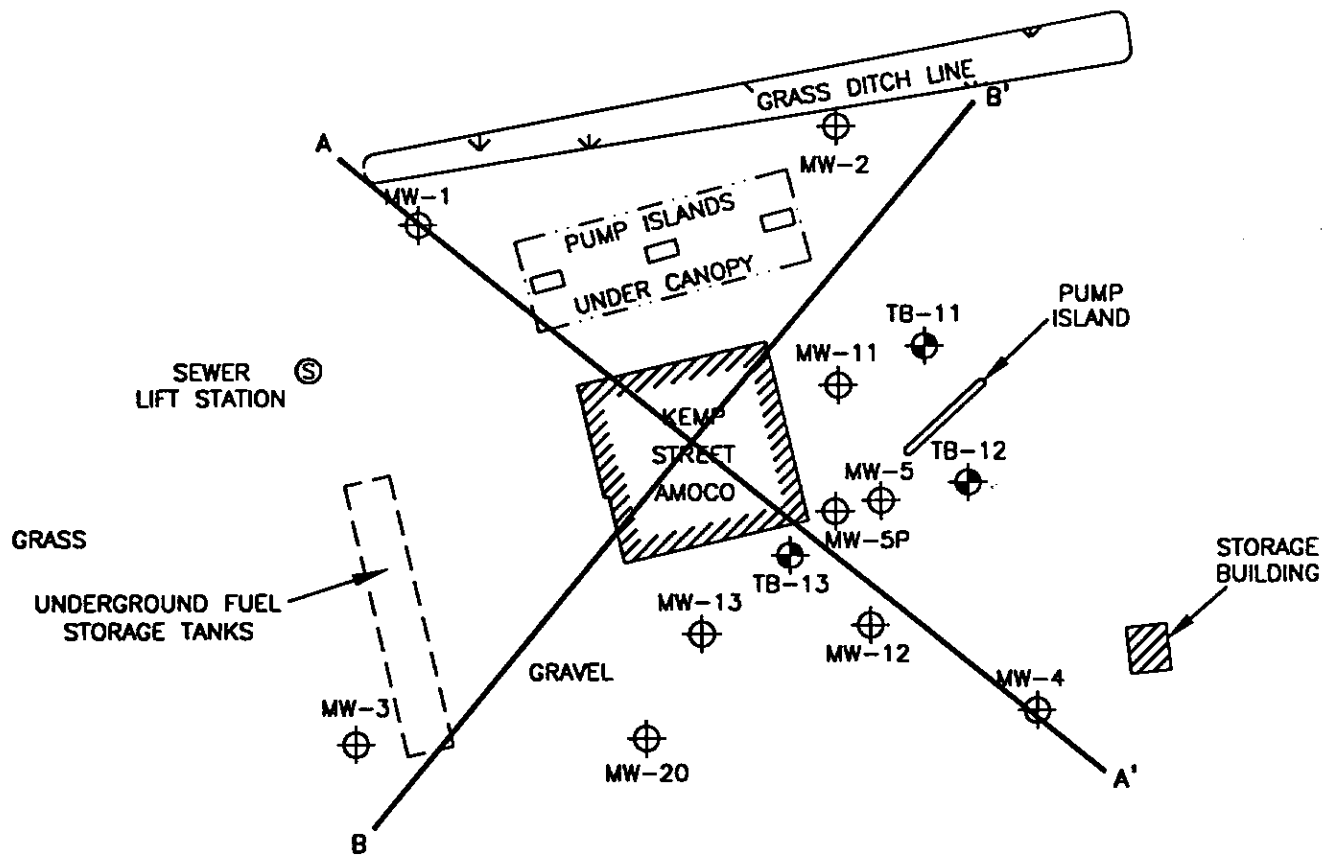 GRASS DITCH LINE
A
B'
MW-1
MW-2
PUMP ISLANDS
UNDER CANOPY
PUMP
ISLAND
TB-11
MW-11
SEWER
LIFT STATION
S
KEMP
STREET
AMOCO
TB-12
MW-5
MW-5P
GRASS
TB-13
STORAGE
BUILDING
UNDERGROUND FUEL
STORAGE TANKS
MW-13
MW-12
GRAVEL
MW-4
MW-3
MW-20
A'
B